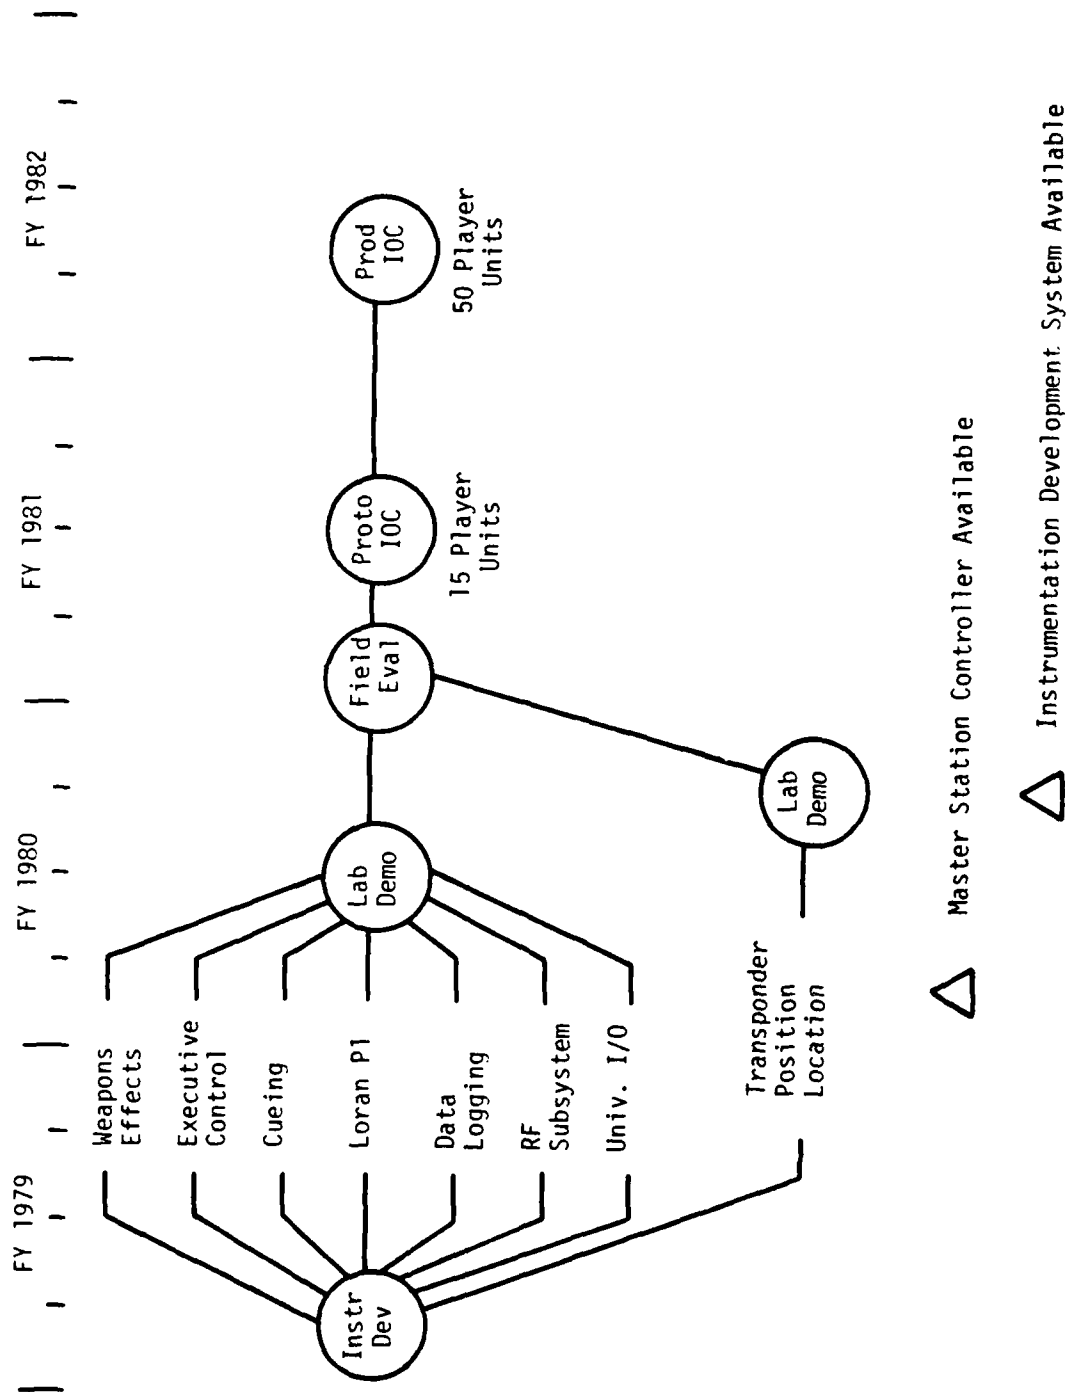 FY 1979
FY 1980
FY 1981
FY 1982
Weapons
Effects
Executive
Control
Cueing
Instr
Dev
Loran Pl
Lab
Demo
Field
Eval
Proto
IOC
Prod
IOC
15 Player
Units
50 Player
Units
Data
Logging
RF
Subsystem
Univ. I/O
Transponder
Position
Location
Lab
Demo
Master Station Controller Available
Instrumentation Development System Available